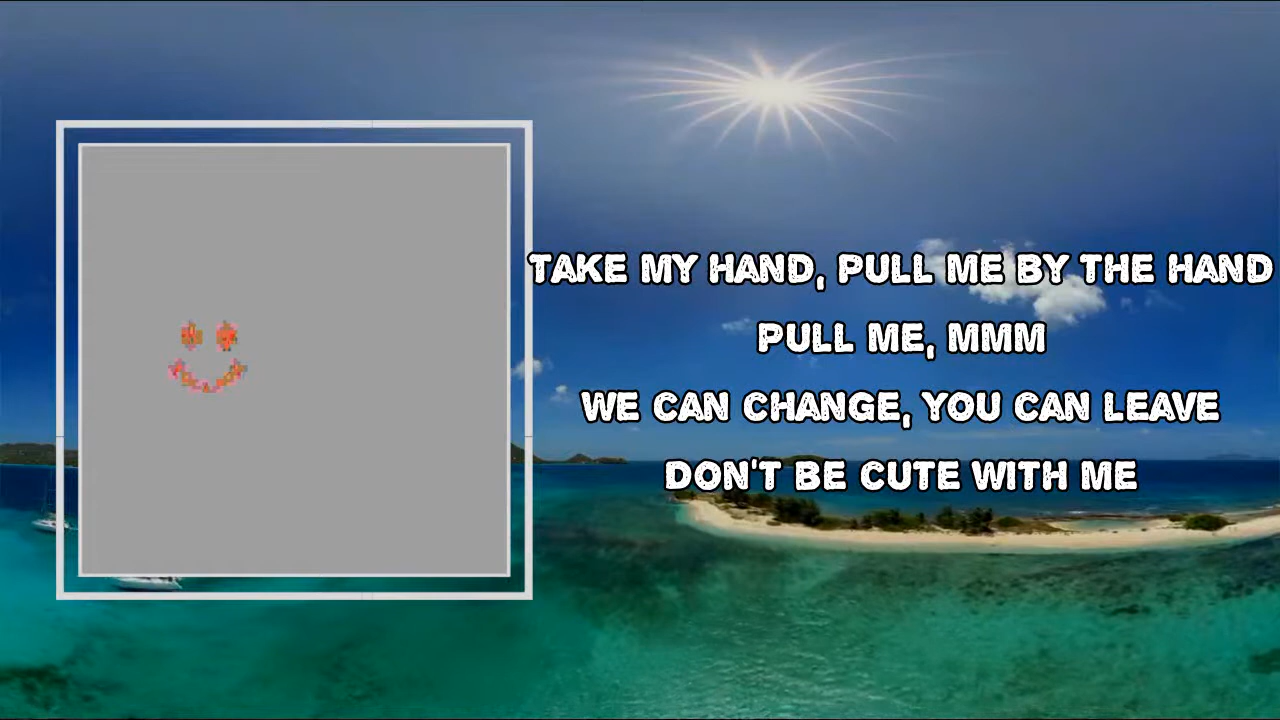 TAKE MY HAND, PULL ME BY THE HAND
PULL ME, MMM
WE CAN CHANGE, YOU CAN LEAVE
DON'T BE CUTE WITH ME